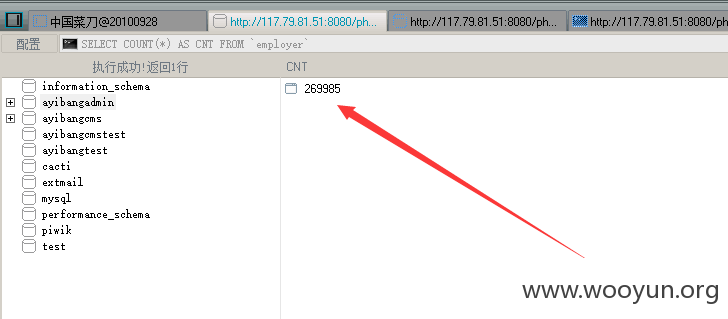 中国菜刀@20100928 http://117.79.81.51:8080/ph… http://117.79.81.51:8080/ph… http://117.79.81.51:8080/p
配置 SELECT COUNT(*) AS CNT FROM `employer`
执行成功!返回1行 CNT
information_schema 269985
ayibangadmin
ayibangcms
ayibangcmstest
ayibangtest
cacti
extmail
mysql
performance_schema
piwik
test
www.wooyun.org